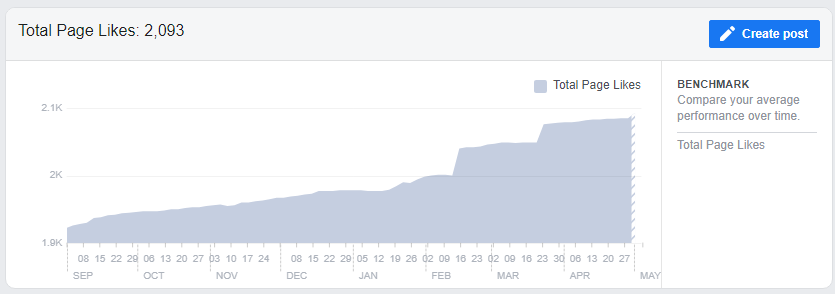 Total Page Likes: 2,093
Create post
Total Page Likes
BENCHMARK
Compare your average
performance over time.
Total Page Likes
2.1K
2K
1.9K
08 15 22 29 06 13 20 27 03 10 17 24 08 15 22 29 05 12 19 26 02 09 16 23 02 09 16 23 30 06 13 20 27
SEP OCT NOV DEC JAN FEB MAR APR MAY